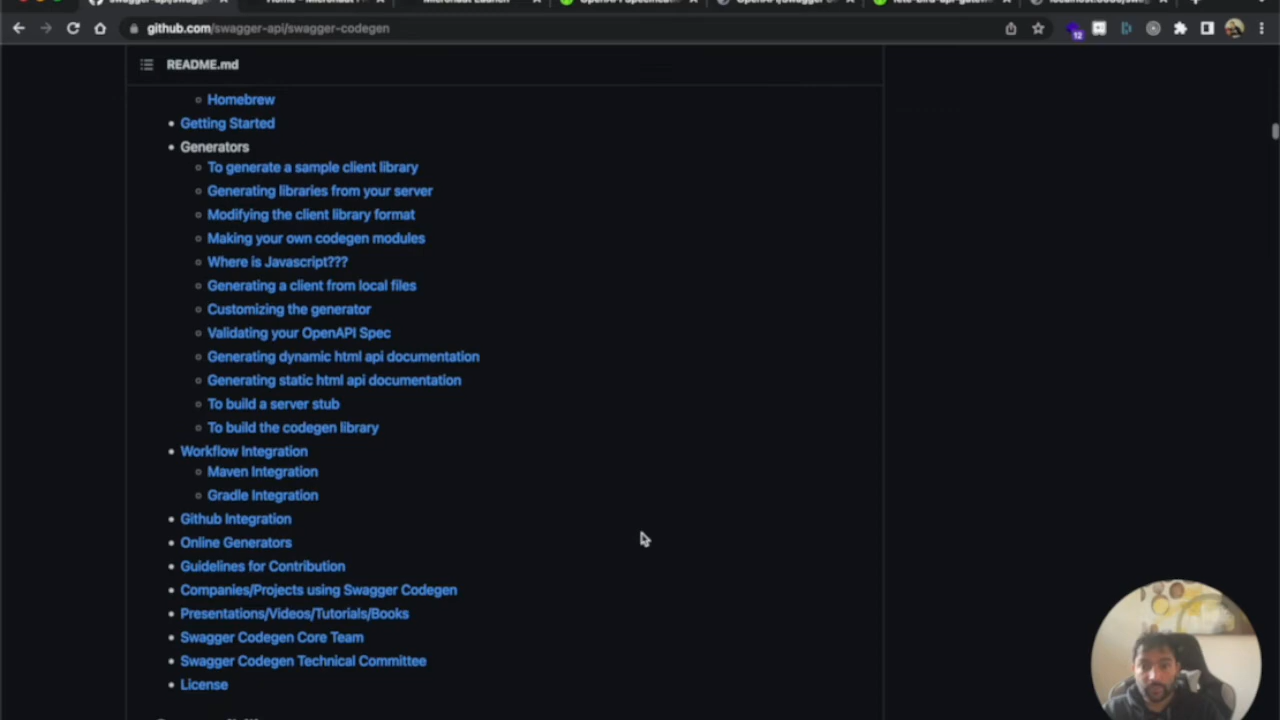 github.com/swagger-api/swagger-codegen
12
README.md
Homebrew
Getting Started
Generators
To generate a sample client library
Generating libraries from your server
Modifying the client library format
Making your own codegen modules
Where is Javascript???
Generating a client from local files
Customizing the generator
Validating your OpenAPI Spec
Generating dynamic html api documentation
Generating static html api documentation
To build a server stub
To build the codegen library
Workflow Integration
Maven Integration
Gradle Integration
Github Integration
Online Generators
Guidelines for Contribution
Companies/Projects using Swagger Codegen
Presentations/Videos/Tutorials/Books
Swagger Codegen Core Team
Swagger Codegen Technical Committee
License